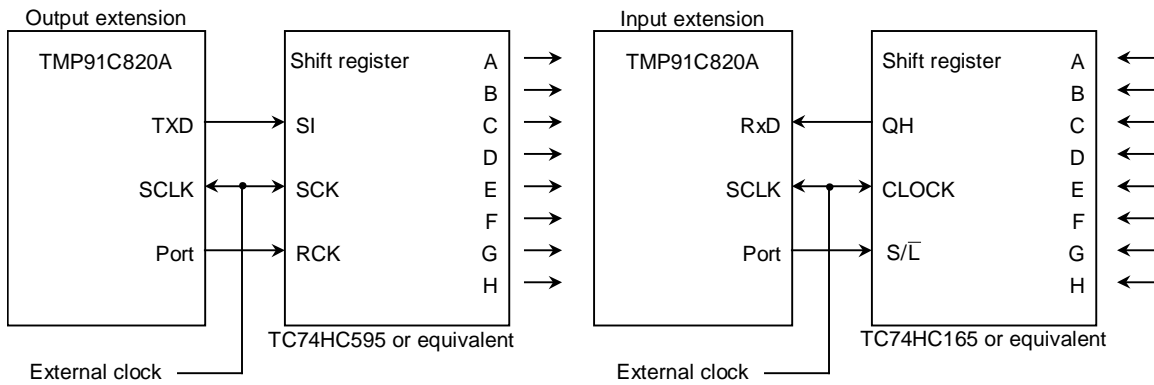 Output extension
TMP91C820A
TXD
SCLK
Port
Shift register
SI
SCK
RCK
A
B
C
D
E
F
G
H
TC74HC595 or equivalent
External clock
Input extension
TMP91C820A
RxD
SCLK
Port
Shift register
QH
CLOCK
S/L̅
A
B
C
D
E
F
G
H
TC74HC165 or equivalent
External clock